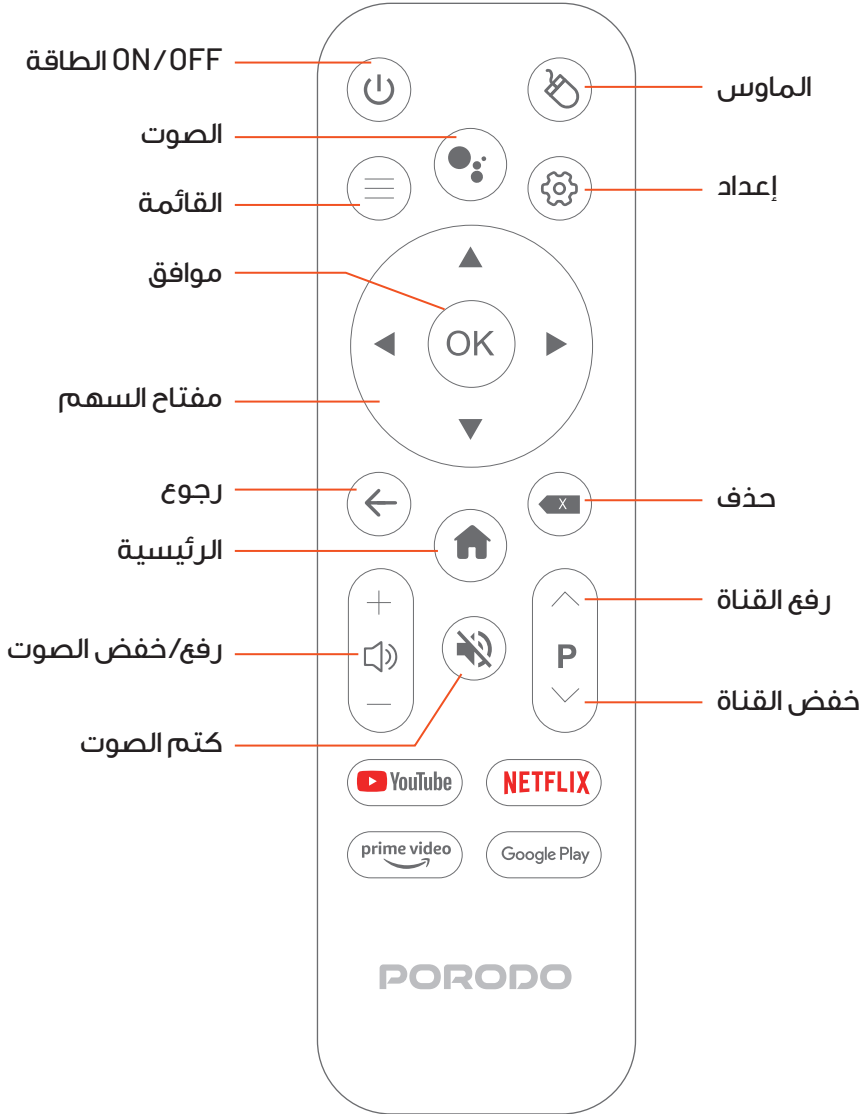 ON/OFF الطاقة
الماوس
الصوت
القائمة
إعداد
موافق
OK
مفتاح السهم
رجوع
حذف
X
الرئيسية
رفع القناة
رفع/خفض الصوت
P
خفض القناة
كتم الصوت
YouTube
NETFLIX
prime video
Google Play
PORODO